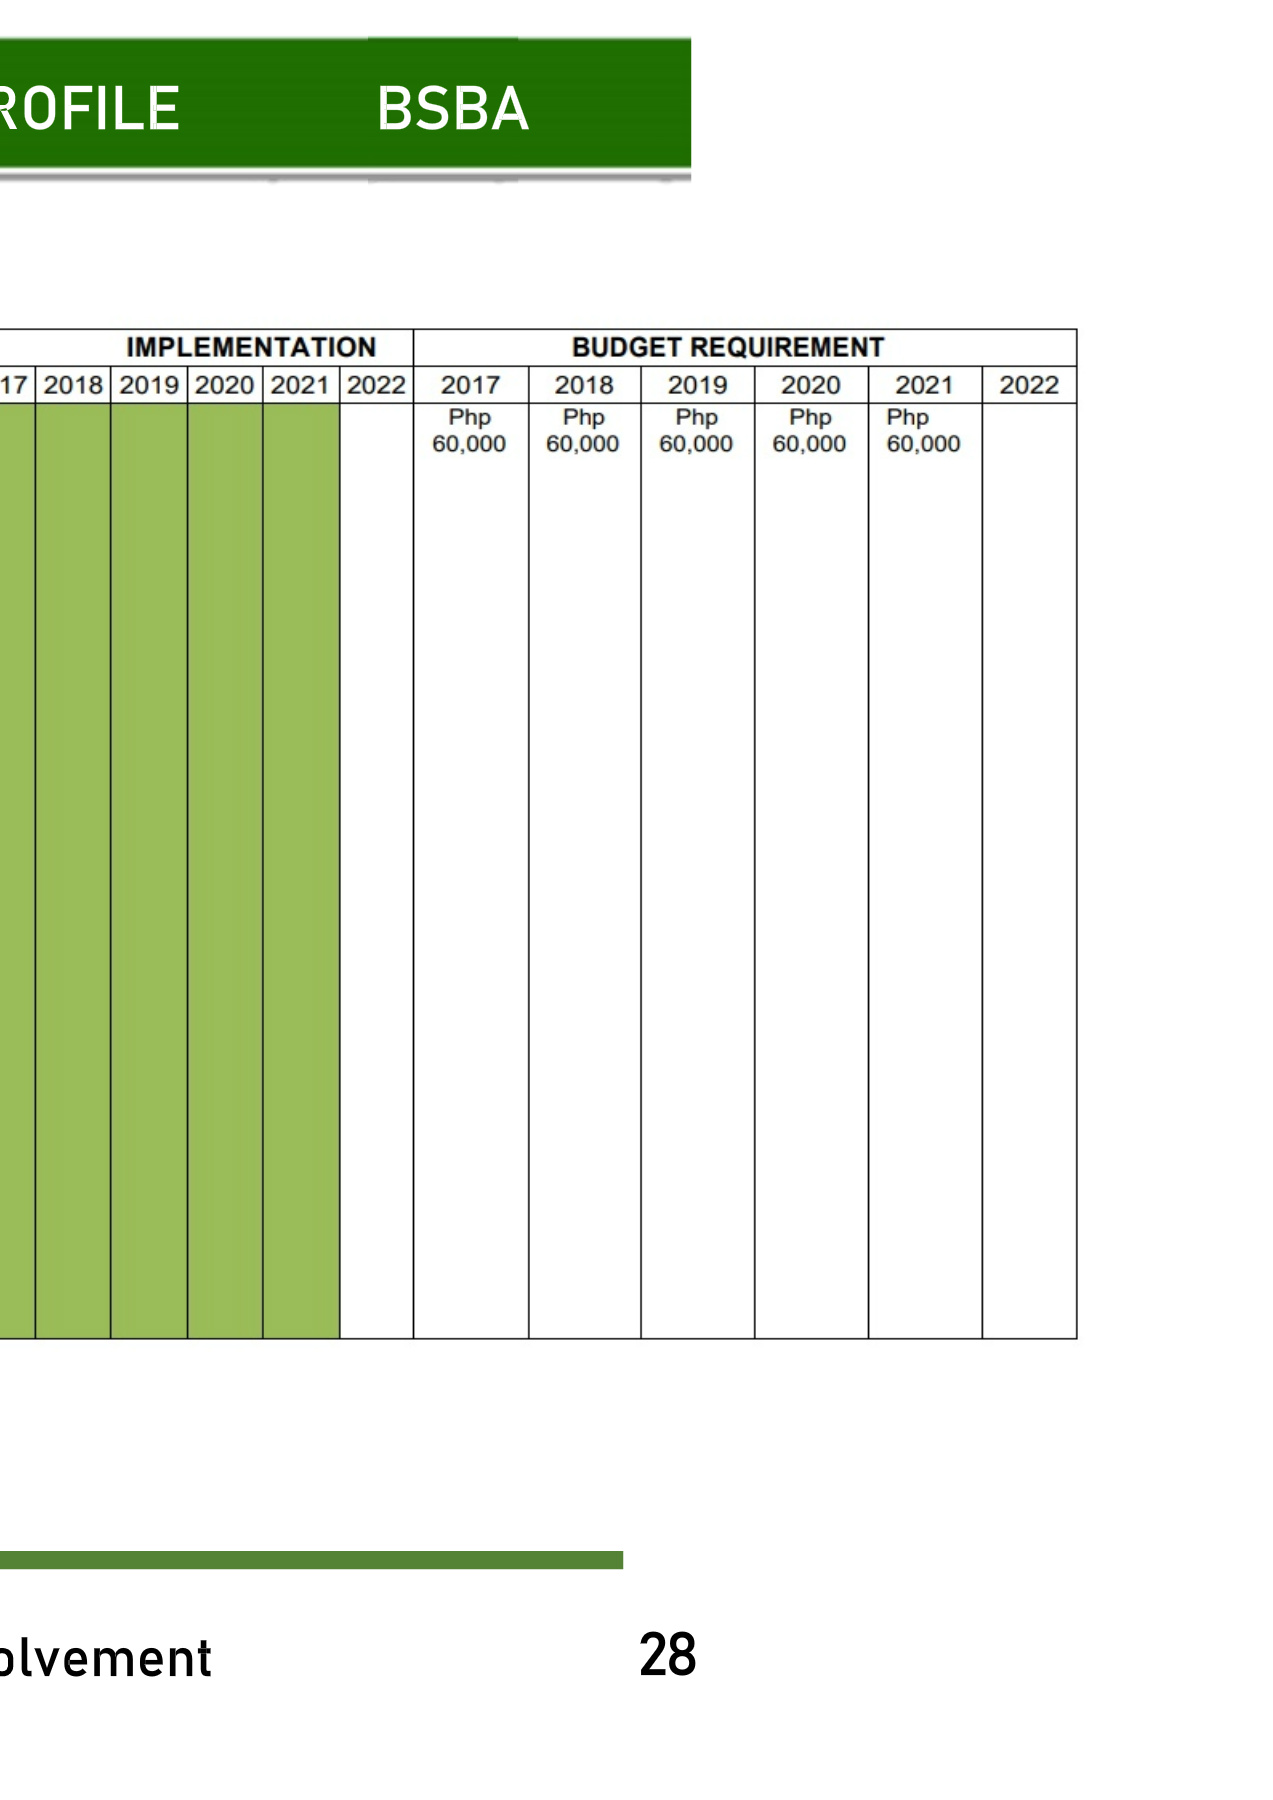 ROFILE BSBA
IMPLEMENTATION BUDGET REQUIREMENT
17 2018 2019 2020 2021 2022 2017 2018 2019 2020 2021 2022
Php Php Php Php Php
60,000 60,000 60,000 60,000 60,000
olvement 28